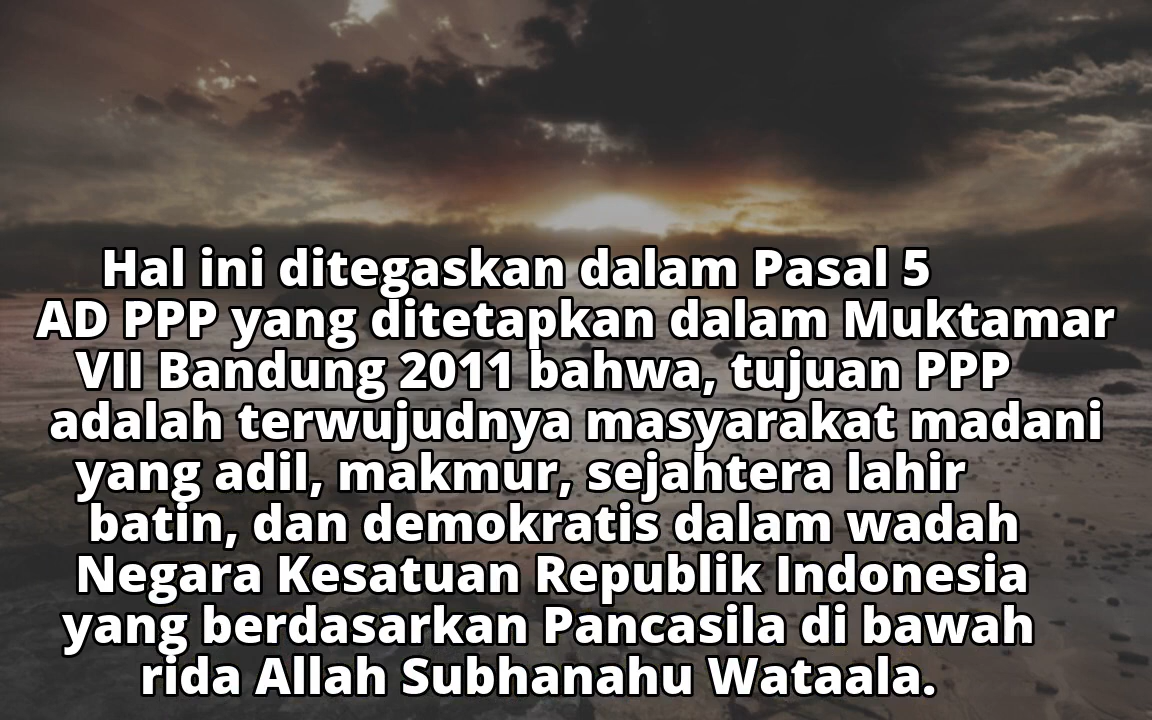 Hal ini ditegaskan dalam Pasal 5
AD PPP yang ditetapkan dalam Muktamar
VII Bandung 2011 bahwa, tujuan PPP
adalah terwujudnya masyarakat madani
yang adil, makmur, sejahtera lahir
batin, dan demokratis dalam wadah
Negara Kesatuan Republik Indonesia
yang berdasarkan Pancasila di bawah
rida Allah Subhanahu Wataala.